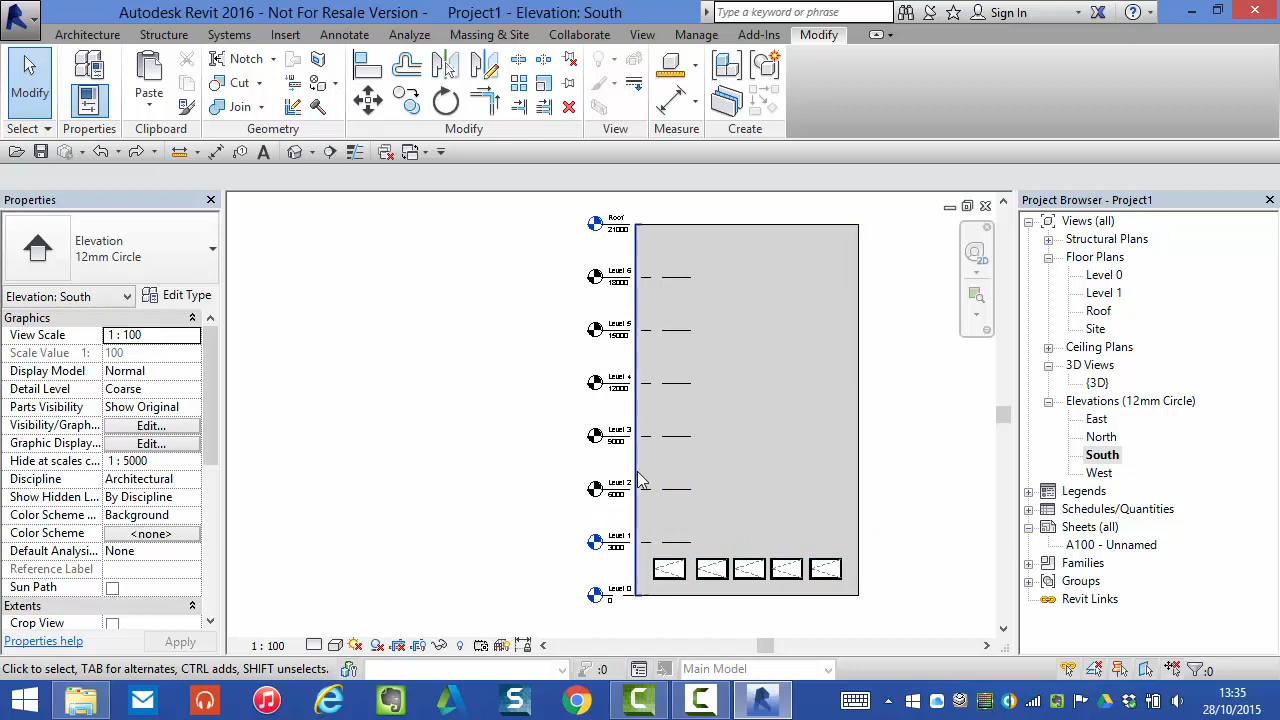 Autodesk Revit 2016 - Not For Resale Version - Project1 - Elevation: South
Type a keyword or phrase
Sign In
Architecture Structure Systems Insert Annotate Analyze Massing & Site Collaborate View Manage Add-Ins Modify
Modify
Paste
Notch
Cut
Join
Select Properties Clipboard Geometry Modify View Measure Create
Properties
Elevation
12mm Circle
Elevation: South
Edit Type
Graphics
View Scale 1 : 100
Scale Value 1: 100
Display Model Normal
Detail Level Coarse
Parts Visibility Show Original
Visibility/Graph... Edit...
Graphic Display... Edit...
Hide at scales c... 1 : 5000
Discipline Architectural
Show Hidden L... By Discipline
Color Scheme ... Background
Color Scheme <none>
Default Analysi... None
Reference Label
Sun Path
Extents
Crop View
Properties help
Apply
Roof
21000
Level 6
18000
Level 5
15000
Level 4
12000
Level 3
9000
Level 2
6000
Level 1
3000
Level 0
0
2D
1 : 100
Project Browser - Project1
Views (all)
Structural Plans
Floor Plans
Level 0
Level 1
Roof
Site
Ceiling Plans
3D Views
{3D}
Elevations (12mm Circle)
East
North
South
West
Legends
Schedules/Quantities
Sheets (all)
A100 - Unnamed
Families
Groups
Revit Links
Click to select, TAB for alternates, CTRL adds, SHIFT unselects.
:0
Main Model
:0
13:35
28/10/2015